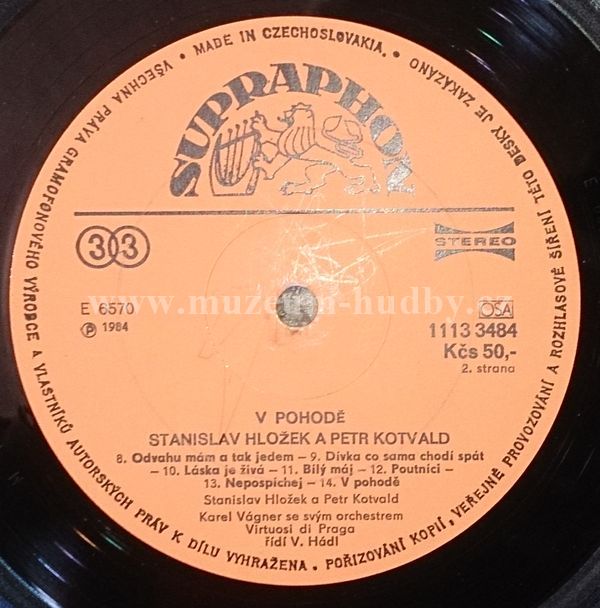 VŠECHNA PRÁVA GRAMOFONOVÉHO VÝROBCE A VLASTNÍKŮ AUTORSKÝCH PRÁV K DÍLU VYHRAŽENA. • POŘIZOVÁNÍ KOPIÍ, VEŘEJNÉ PROVOZOVÁNÍ A ROZHLASOVÉ ŠÍŘENÍ TÉTO DESKY JE ZAKÁZÁNO • MADE IN CZECHOSLOVAKIA. •
SUPRAPHON
33
STEREO
www.muzeum-hudby.cz
E 6570
OSA
Ⓟ 1984
1113 3484
Kčs 50,-
2. strana
V POHODĚ
STANISLAV HLOŽEK A PETR KOTVALD
8. Odvahu mám a tak jedem – 9. Dívka co sama chodí spát
– 10. Láska je živá – 11. Bílý máj – 12. Poutníci –
13. Nepospíchej – 14. V pohodě
Stanislav Hložek a Petr Kotvald
Karel Vágner se svým orchestrem
Virtuosi di Praga
řídí V. Hádl